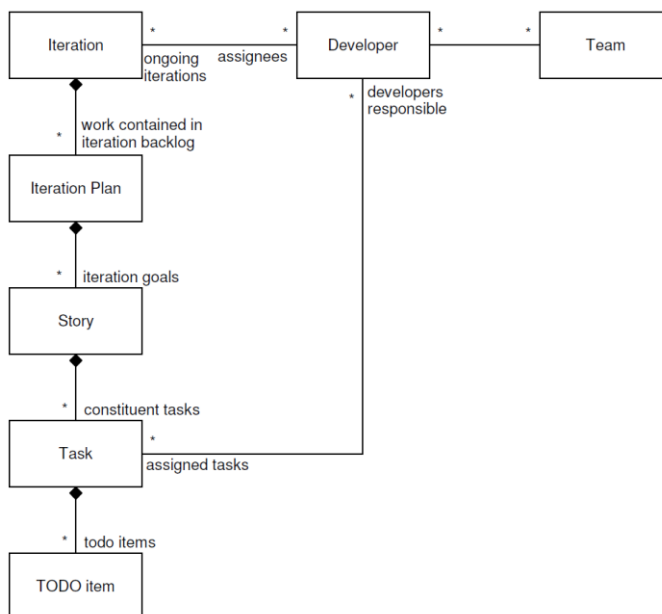 Iteration
*
*
Developer
*
*
Team
ongoing
iterations
assignees
developers
responsible
*
*
work contained in
iteration backlog
Iteration Plan
*
iteration goals
Story
*
constituent tasks
*
Task
assigned tasks
*
todo items
TODO item